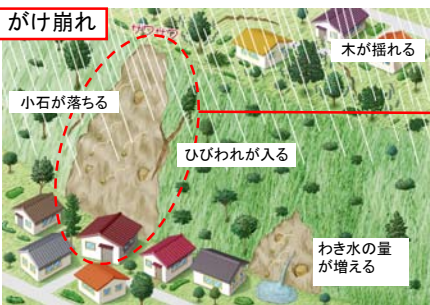 がけ崩れ
木が揺れる
小石が落ちる
ひびわれが入る
わき水の量
が増える